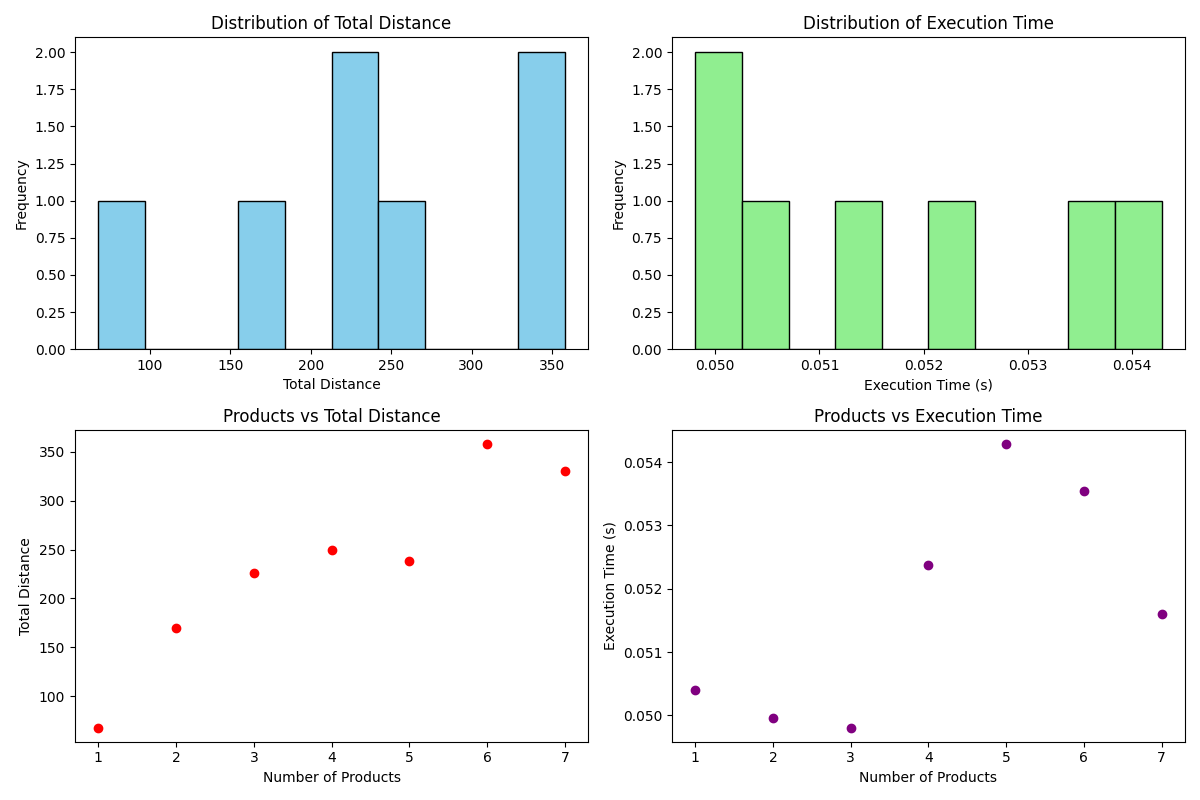 Distribution of Total Distance
Frequency
2.00
1.75
1.50
1.25
1.00
0.75
0.50
0.25
0.00
100 150 200 250 300 350
Total Distance
Distribution of Execution Time
Frequency
2.00
1.75
1.50
1.25
1.00
0.75
0.50
0.25
0.00
0.050 0.051 0.052 0.053 0.054
Execution Time (s)
Products vs Total Distance
Total Distance
350
300
250
200
150
100
1 2 3 4 5 6 7
Number of Products
Products vs Execution Time
Execution Time (s)
0.054
0.053
0.052
0.051
0.050
1 2 3 4 5 6 7
Number of Products